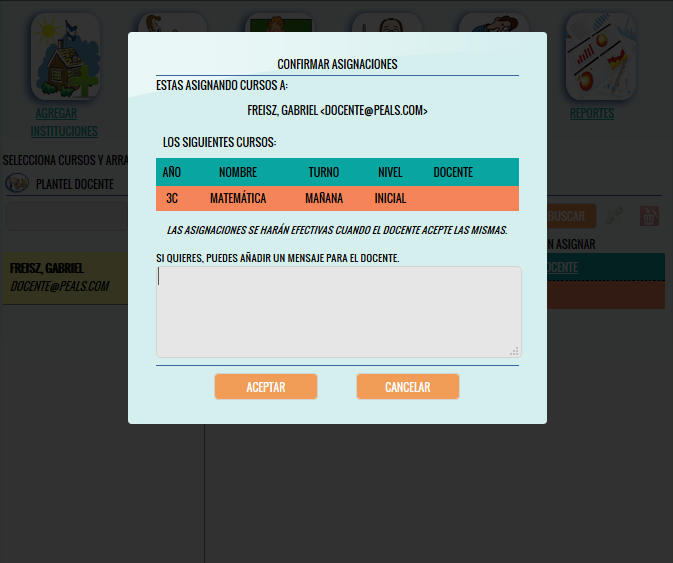 AGREGAR
INSTITUCIONES
REPORTES
SELECCIONA CURSOS Y ARRA
PLANTEL DOCENTE
BUSCAR
N ASIGNAR
FREISZ, GABRIEL
DOCENTE@PEALS.COM
OCENTE
CONFIRMAR ASIGNACIONES
ESTAS ASIGNANDO CURSOS A:
FREISZ, GABRIEL <DOCENTE@PEALS.COM>
LOS SIGUIENTES CURSOS:
AÑO NOMBRE TURNO NIVEL DOCENTE
3C MATEMÁTICA MAÑANA INICIAL
LAS ASIGNACIONES SE HARÁN EFECTIVAS CUANDO EL DOCENTE ACEPTE LAS MISMAS.
SI QUIERES, PUEDES AÑADIR UN MENSAJE PARA EL DOCENTE.
ACEPTAR CANCELAR